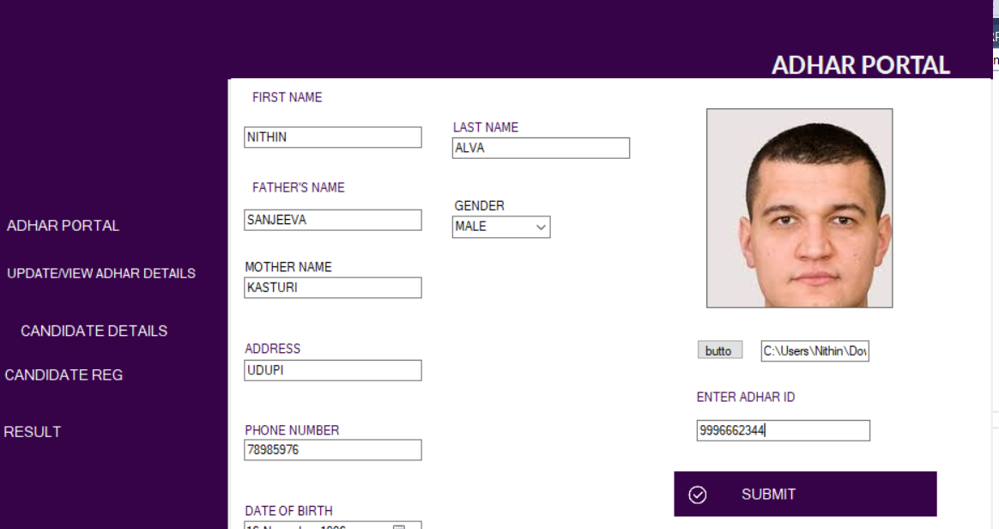 ADHAR PORTAL
FIRST NAME
NITHIN
LAST NAME
ALVA
FATHER'S NAME
SANJEEVA
GENDER
MALE
MOTHER NAME
KASTURI
ADDRESS
UDUPI
PHONE NUMBER
78985976
DATE OF BIRTH
ADHAR PORTAL
UPDATE/VIEW ADHAR DETAILS
CANDIDATE DETAILS
CANDIDATE REG
RESULT
butto
C:\Users\Nithin\Do
ENTER ADHAR ID
9996662344
SUBMIT